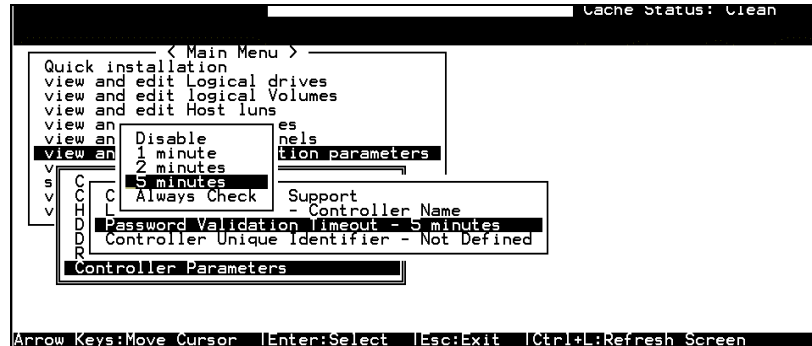 Cache Status: Clean
< Main Menu >
Quick installation
view and edit Logical drives
view and edit logical Volumes
view and edit Host luns
view an es
view an Disable nels
view an 1 minute tion parameters
v 2 minutes
s C 5 minutes
v C C Always Check Support
v H L - Controller Name
D Password Validation Timeout - 5 minutes
D Controller Unique Identifier - Not Defined
R
Controller Parameters
Arrow Keys:Move Cursor |Enter:Select |Esc:Exit |Ctrl+L:Refresh Screen